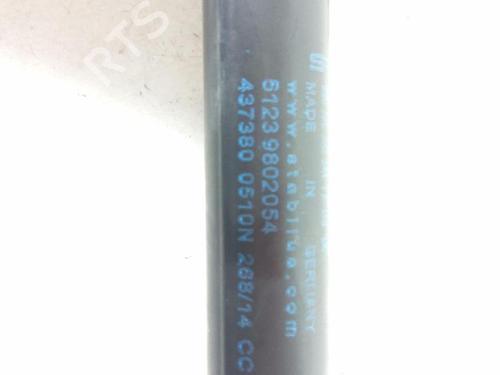 MADE IN GERMANY
www.stabilus.com
51239802054
437380 0510N 268/14 CC
RTS